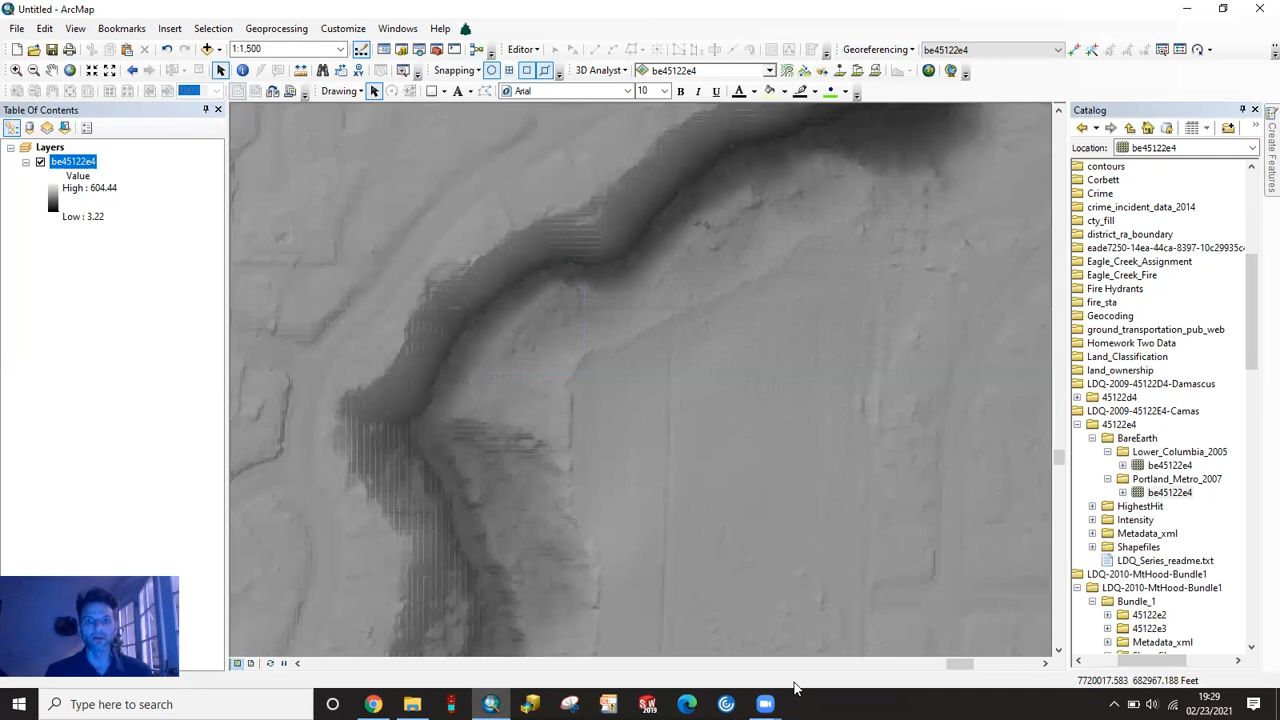 Untitled - ArcMap
File Edit View Bookmarks Insert Selection Geoprocessing Customize Windows Help
1:1,500
Editor
Georeferencing
be45122e4
Snapping
3D Analyst
be45122e4
Drawing
Arial
10
B I U A
Table Of Contents
Layers
be45122e4
Value
High : 604.44
Low : 3.22
Catalog
Location:
be45122e4
contours
Corbett
Crime
crime_incident_data_2014
cty_fill
district_ra_boundary
eade7250-14ea-44ca-8397-10c29935c
Eagle_Creek_Assignment
Eagle_Creek_Fire
Fire Hydrants
fire_sta
Geocoding
ground_transportation_pub_web
Homework Two Data
Land_Classification
land_ownership
LDQ-2009-45122D4-Damascus
45122d4
LDQ-2009-45122E4-Camas
45122e4
BareEarth
Lower_Columbia_2005
be45122e4
Portland_Metro_2007
be45122e4
HighestHit
Intensity
Metadata_xml
Shapefiles
LDQ_Series_readme.txt
LDQ-2010-MtHood-Bundle1
LDQ-2010-MtHood-Bundle1
Bundle_1
45122e2
45122e3
Metadata_xml
Create Features
7720017.583 682967.188 Feet
Type here to search
19:29
02/23/2021